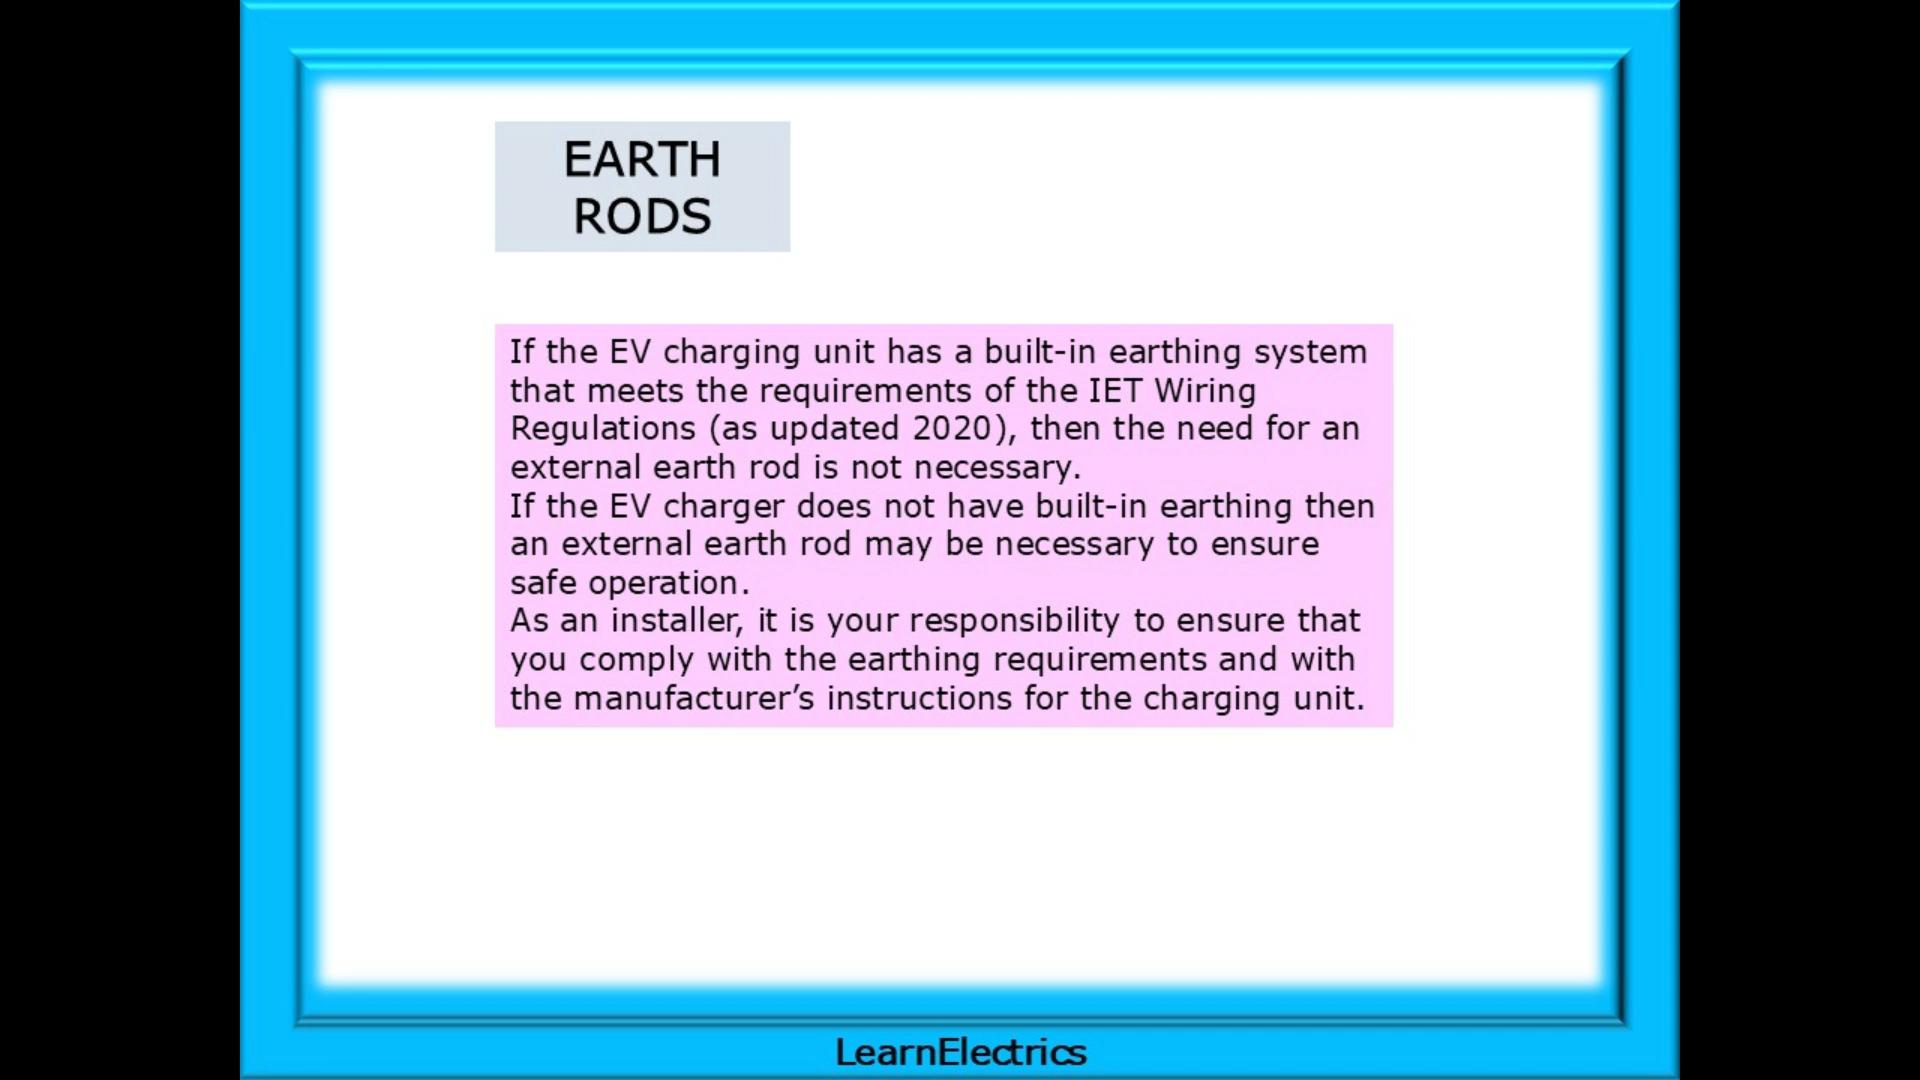 EARTH
RODS
If the EV charging unit has a built-in earthing system
that meets the requirements of the IET Wiring
Regulations (as updated 2020), then the need for an
external earth rod is not necessary.
If the EV charger does not have built-in earthing then
an external earth rod may be necessary to ensure
safe operation.
As an installer, it is your responsibility to ensure that
you comply with the earthing requirements and with
the manufacturer’s instructions for the charging unit.
LearnElectrics